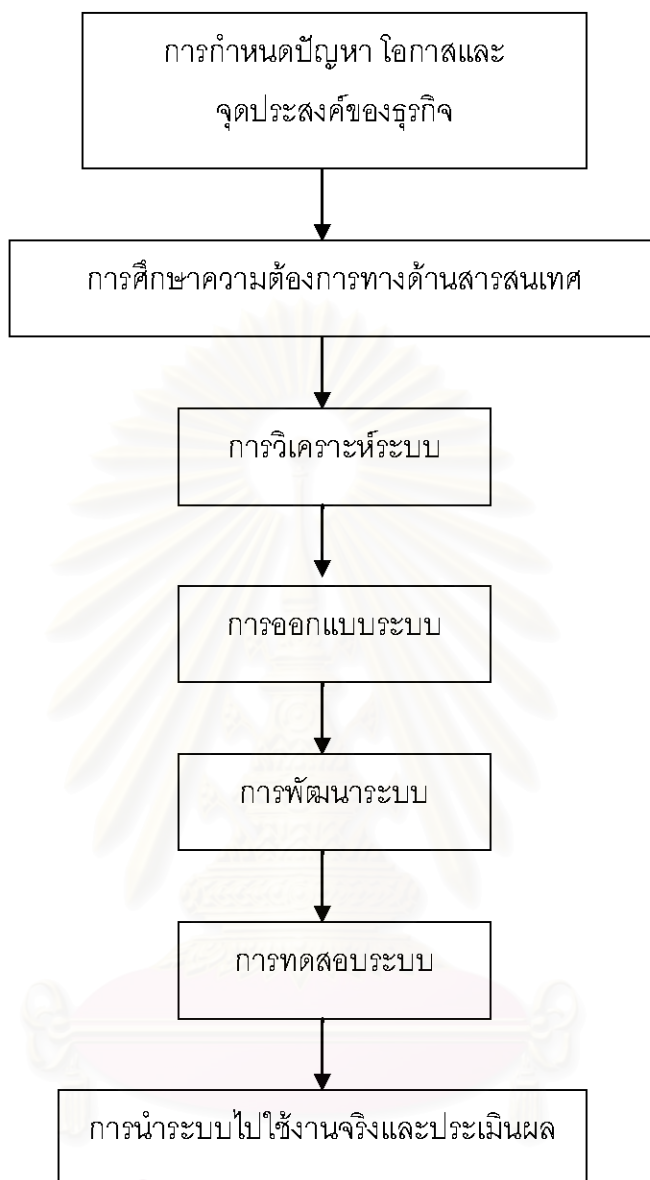 การกำหนดปัญหา โอกาสและ
จุดประสงค์ของธุรกิจ
การศึกษาความต้องการทางด้านสารสนเทศ
การวิเคราะห์ระบบ
การออกแบบระบบ
การพัฒนาระบบ
การทดสอบระบบ
การนำระบบไปใช้งานจริงและประเมินผล